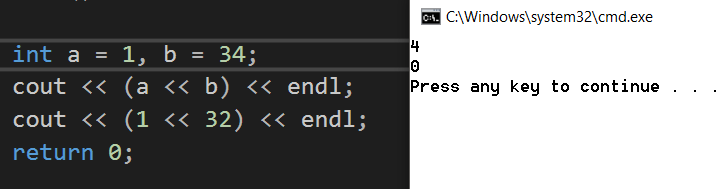 int a = 1, b = 34;
cout << (a << b) << endl;
cout << (1 << 32) << endl;
return 0;
C:\Windows\system32\cmd.exe
4
0
Press any key to continue . . .